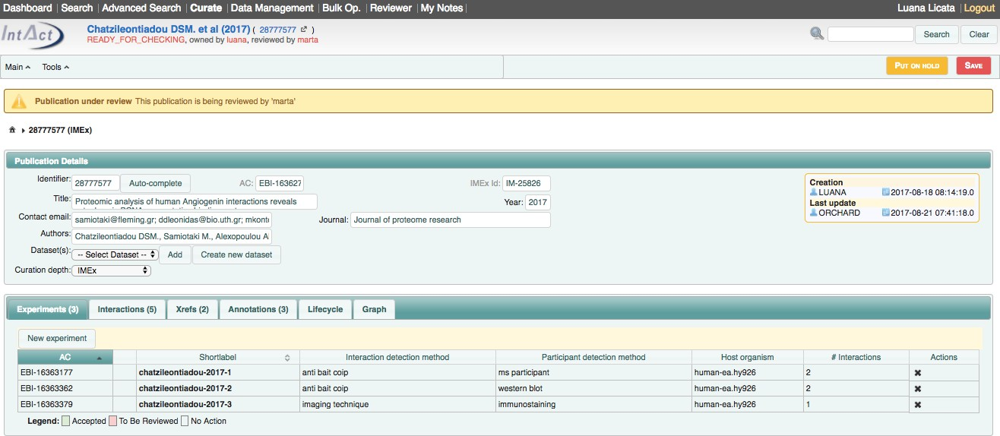 Dashboard | Search | Advanced Search | Curate | Data Management | Bulk Op. | Reviewer | My Notes | Luana Licata | Logout
IntAct
Chatzileontiadou DSM. et al (2017) ( 28777577 )
READY_FOR_CHECKING, owned by luana, reviewed by marta
Search Clear
Main Tools
PUT ON HOLD SAVE
Publication under review This publication is being reviewed by 'marta'
28777577 (IMEx)
Publication Details
Identifier: 28777577 Auto-complete AC: EBI-163627 IMEx Id: IM-25826
Title: Proteomic analysis of human Angiogenin interactions reveals
Year: 2017
Contact email: samiotaki@fleming.gr; ddleonidas@bio.uth.gr; mkont Journal: Journal of proteome research
Authors: Chatzileontiadou DSM., Samiotaki M., Alexopoulou A
Dataset(s): -- Select Dataset -- Add Create new dataset
Curation depth: IMEx
Creation
LUANA 2017-08-18 08:14:19.0
Last update
ORCHARD 2017-08-21 07:41:18.0
Experiments (3) Interactions (5) Xrefs (2) Annotations (3) Lifecycle Graph
New experiment
AC Shortlabel Interaction detection method Participant detection method Host organism # Interactions Actions
EBI-16363177 chatzileontiadou-2017-1 anti bait coip ms participant human-ea.hy926 2
EBI-16363362 chatzileontiadou-2017-2 anti bait coip western blot human-ea.hy926 2
EBI-16363379 chatzileontiadou-2017-3 imaging technique immunostaining human-ea.hy926 1
Legend: Accepted To Be Reviewed No Action